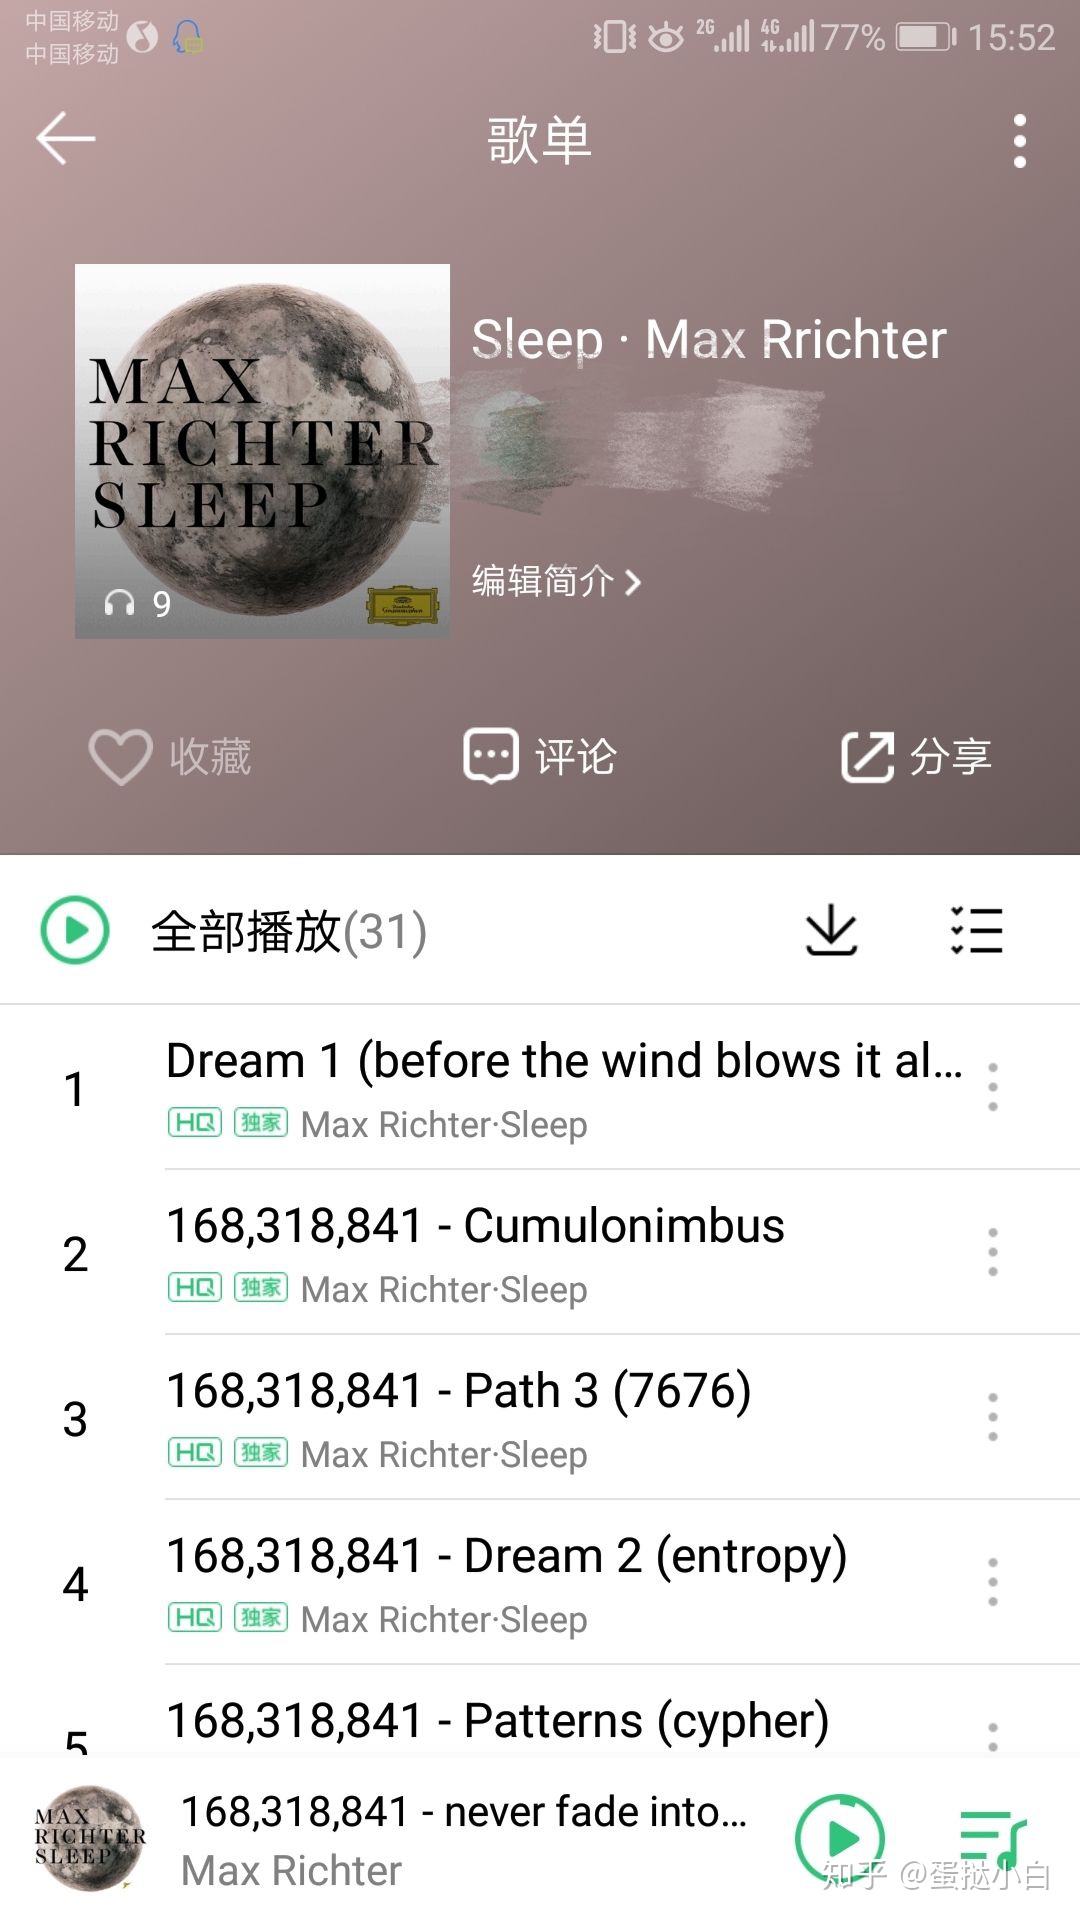 中国移动
中国移动
2G
4G
77%
15:52
歌单
MAX
RICHTER
SLEEP
9
Sleep · Max Rrichter
编辑简介
收藏
评论
分享
全部播放(31)
1
Dream 1 (before the wind blows it al...
HQ 独家 Max Richter·Sleep
2
168,318,841 - Cumulonimbus
HQ 独家 Max Richter·Sleep
3
168,318,841 - Path 3 (7676)
HQ 独家 Max Richter·Sleep
4
168,318,841 - Dream 2 (entropy)
HQ 独家 Max Richter·Sleep
5
168,318,841 - Patterns (cypher)
MAX
RICHTER
SLEEP
168,318,841 - never fade into...
Max Richter
知乎 @蛋挞小白